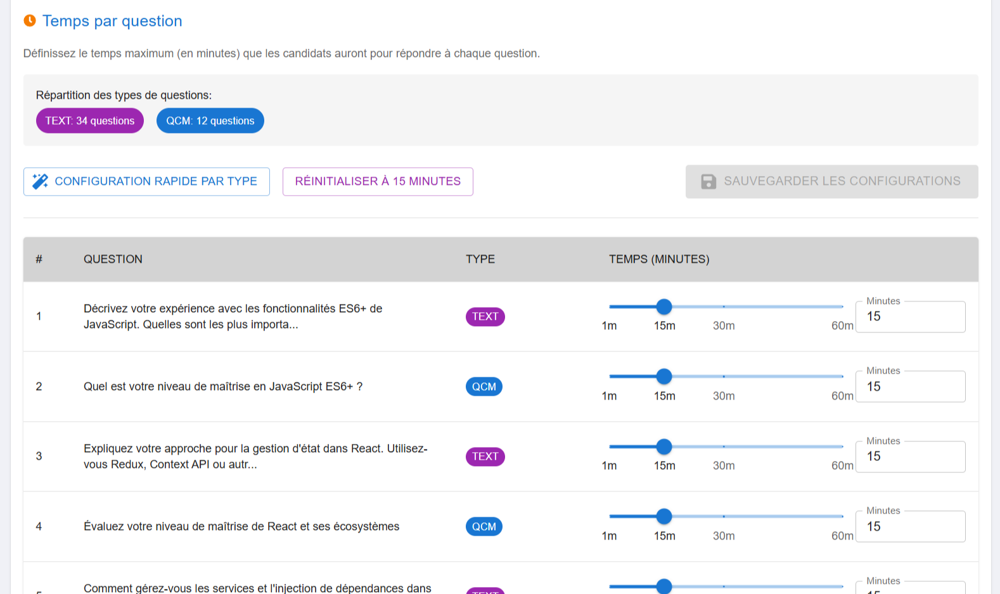 Temps par question
Définissez le temps maximum (en minutes) que les candidats auront pour répondre à chaque question.
Répartition des types de questions:
TEXT: 34 questions
QCM: 12 questions
CONFIGURATION RAPIDE PAR TYPE
RÉINITIALISER À 15 MINUTES
SAUVEGARDER LES CONFIGURATIONS
# QUESTION TYPE TEMPS (MINUTES)
1
Décrivez votre expérience avec les fonctionnalités ES6+ de
JavaScript. Quelles sont les plus importa...
TEXT
1m 15m 30m 60m
Minutes
15
2
Quel est votre niveau de maîtrise en JavaScript ES6+ ?
QCM
1m 15m 30m 60m
Minutes
15
3
Expliquez votre approche pour la gestion d'état dans React. Utilisez-
vous Redux, Context API ou autr...
TEXT
1m 15m 30m 60m
Minutes
15
4
Évaluez votre niveau de maîtrise de React et ses écosystèmes
QCM
1m 15m 30m 60m
Minutes
15
Comment gérez-vous les services et l'injection de dépendances dans
TEXT
Minutes
15